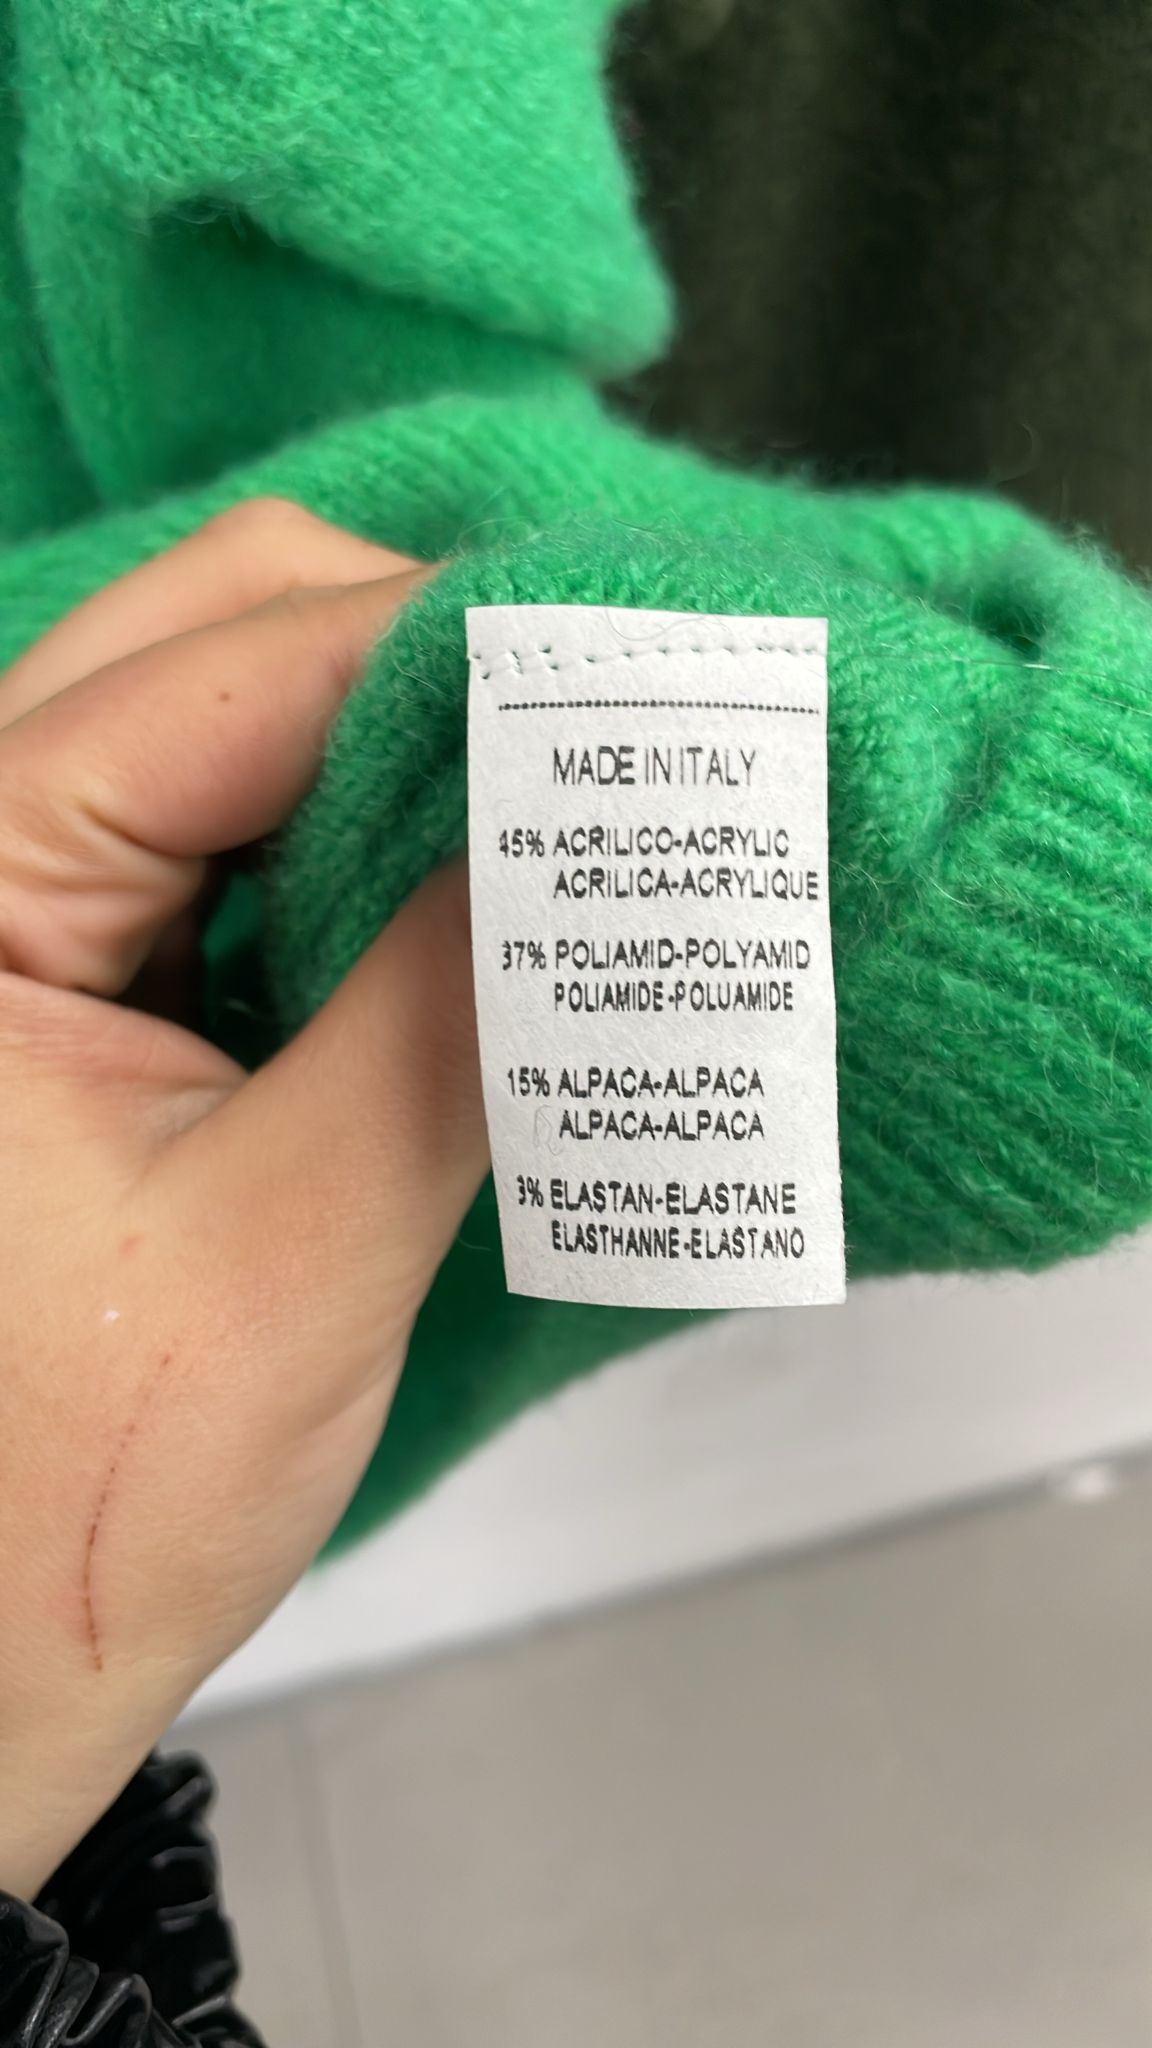 MADE IN ITALY
45% ACRILICO-ACRYLIC
ACRILICA-ACRYLIQUE
37% POLIAMID-POLYAMID
POLIAMIDE-POLUAMIDE
15% ALPACA-ALPACA
ALPACA-ALPACA
3% ELASTAN-ELASTANE
ELASTHANNE-ELASTANO